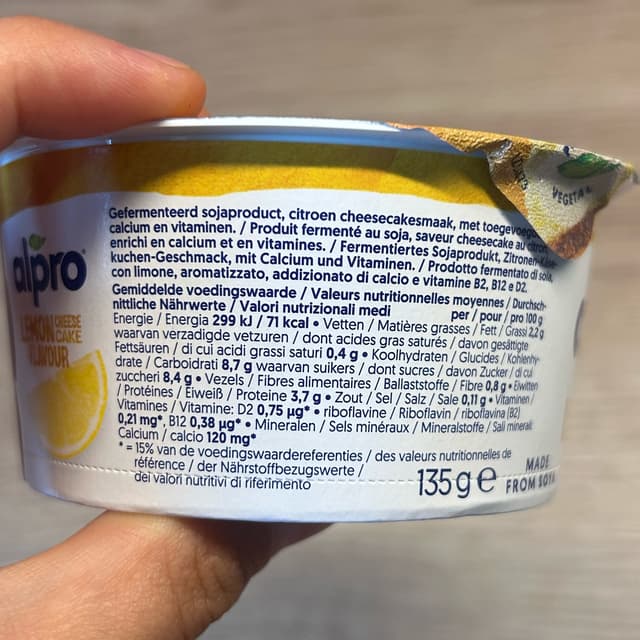 alpro
LEMON CHEESE CAKE
FLAVOUR
VEGETA
Gefermenteerd sojaproduct, citroen cheesecakesmaak, met toegevoegd
calcium en vitaminen. / Produit fermenté au soja, saveur cheesecake au citron,
enrichi en calcium et en vitamines. / Fermentiertes Sojaprodukt, Zitronen-Käse-
kuchen-Geschmack, mit Calcium und Vitaminen. / Prodotto fermentato di soia,
con limone, aromatizzato, addizionato di calcio e vitamine B2, B12 e D2.
Gemiddelde voedingswaarde / Valeurs nutritionnelles moyennes / Durchsch-
nittliche Nährwerte / Valori nutrizionali medi per / pour / pro 100 g
Energie / Energia 299 kJ / 71 kcal • Vetten / Matières grasses / Fett / Grassi 2,2 g
waarvan verzadigde vetzuren / dont acides gras saturés / davon gesättigte
Fettsäuren / di cui acidi grassi saturi 0,4 g • Koolhydraten / Glucides / Kohlenhy-
drate / Carboidrati 8,7 g waarvan suikers / dont sucres / davon Zucker / di cui
zuccheri 8,4 g • Vezels / Fibres alimentaires / Ballaststoffe / Fibre 0,8 g • Eiwitten
/ Protéines / Eiweiß / Proteine 3,7 g • Zout / Sel / Salz / Sale 0,11 g • Vitaminen /
Vitamines / Vitamine: D2 0,75 µg* • riboflavine / Riboflavin / riboflavina (B2)
0,21 mg*, B12 0,38 µg* • Mineralen / Sels minéraux / Mineralstoffe / Sali minerali:
Calcium / calcio 120 mg*
* = 15% van de voedingswaardereferenties / des valeurs nutritionnelles de
référence / der Nährstoffbezugswerte /
dei valori nutritivi di riferimento
135 g e
MADE
FROM SOYA